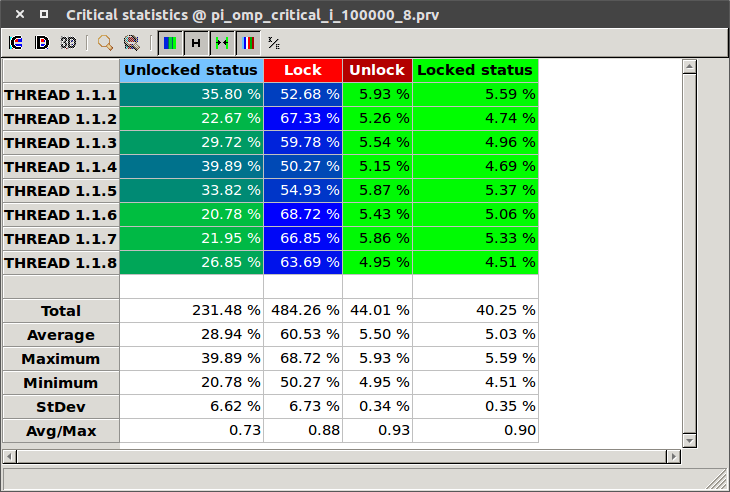 Critical statistics @ pi_omp_critical_i_100000_8.prv
3D
Unlocked status Lock Unlock Locked status
THREAD 1.1.1 35.80 % 52.68 % 5.93 % 5.59 %
THREAD 1.1.2 22.67 % 67.33 % 5.26 % 4.74 %
THREAD 1.1.3 29.72 % 59.78 % 5.54 % 4.96 %
THREAD 1.1.4 39.89 % 50.27 % 5.15 % 4.69 %
THREAD 1.1.5 33.82 % 54.93 % 5.87 % 5.37 %
THREAD 1.1.6 20.78 % 68.72 % 5.43 % 5.06 %
THREAD 1.1.7 21.95 % 66.85 % 5.86 % 5.33 %
THREAD 1.1.8 26.85 % 63.69 % 4.95 % 4.51 %
Total 231.48 % 484.26 % 44.01 % 40.25 %
Average 28.94 % 60.53 % 5.50 % 5.03 %
Maximum 39.89 % 68.72 % 5.93 % 5.59 %
Minimum 20.78 % 50.27 % 4.95 % 4.51 %
StDev 6.62 % 6.73 % 0.34 % 0.35 %
Avg/Max 0.73 0.88 0.93 0.90